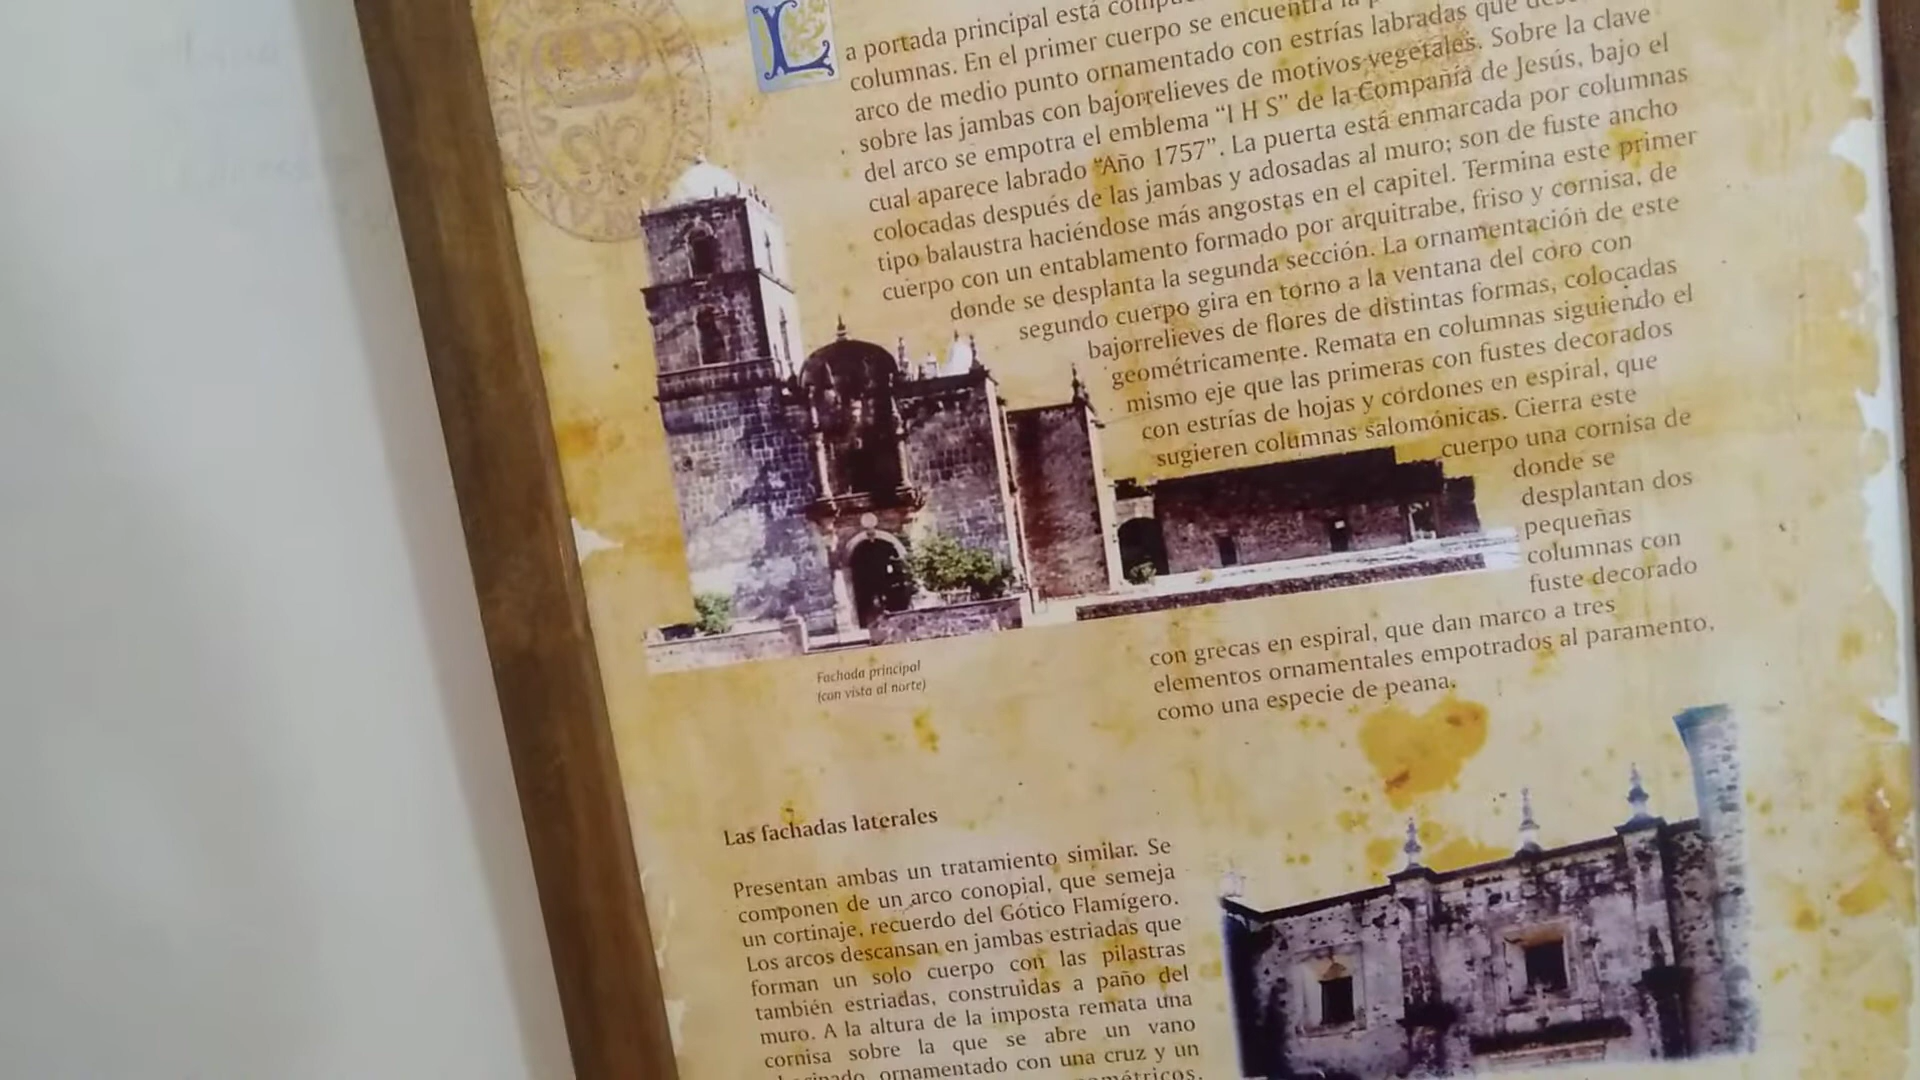 La portada principal está
columnas. En el primer cuerpo se encuentra la
arco de medio punto ornamentado con estrías labradas que
sobre las jambas con bajorrelieves de motivos vegetales. Sobre la clave
del arco se empotra el emblema “I H S” de la Compañía de Jesús, bajo el
cual aparece labrado “Año 1757”. La puerta está enmarcada por columnas
colocadas después de las jambas y adosadas al muro; son de fuste ancho
tipo balaustra haciéndose más angostas en el capitel. Termina este primer
cuerpo con un entablamento formado por arquitrabe, friso y cornisa, de
donde se desplanta la segunda sección. La ornamentación de este
segundo cuerpo gira en torno a la ventana del coro con
bajorrelieves de flores de distintas formas, colocadas
geométricamente. Remata en columnas siguiendo el
mismo eje que las primeras con fustes decorados
con estrías de hojas y cordones en espiral, que
sugieren columnas salomónicas. Cierra este
cuerpo una cornisa de
donde se
desplantan dos
pequeñas
columnas con
fuste decorado
con grecas en espiral, que dan marco a tres
elementos ornamentales empotrados al paramento,
como una especie de peana.
Fachada principal
(con vista al norte)
Las fachadas laterales
Presentan ambas un tratamiento similar. Se
componen de un arco conopial, que semeja
un cortinaje, recuerdo del Gótico Flamígero.
Los arcos descansan en jambas estriadas que
forman un solo cuerpo con las pilastras
también estriadas, construidas a paño del
muro. A la altura de la imposta remata una
cornisa sobre la que se abre un vano
ornamentado con una cruz y un